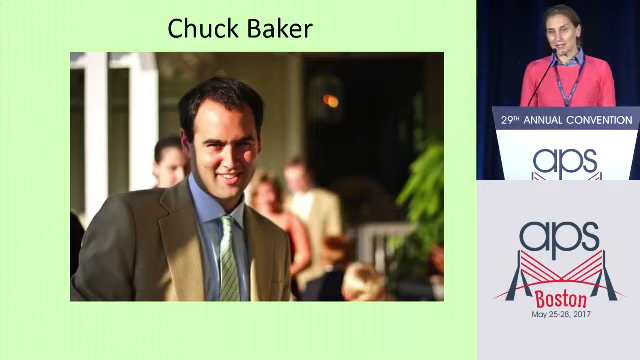 Chuck Baker
29TH ANNUAL CONVENTION
aps
aps
Boston
May 25-28, 2017